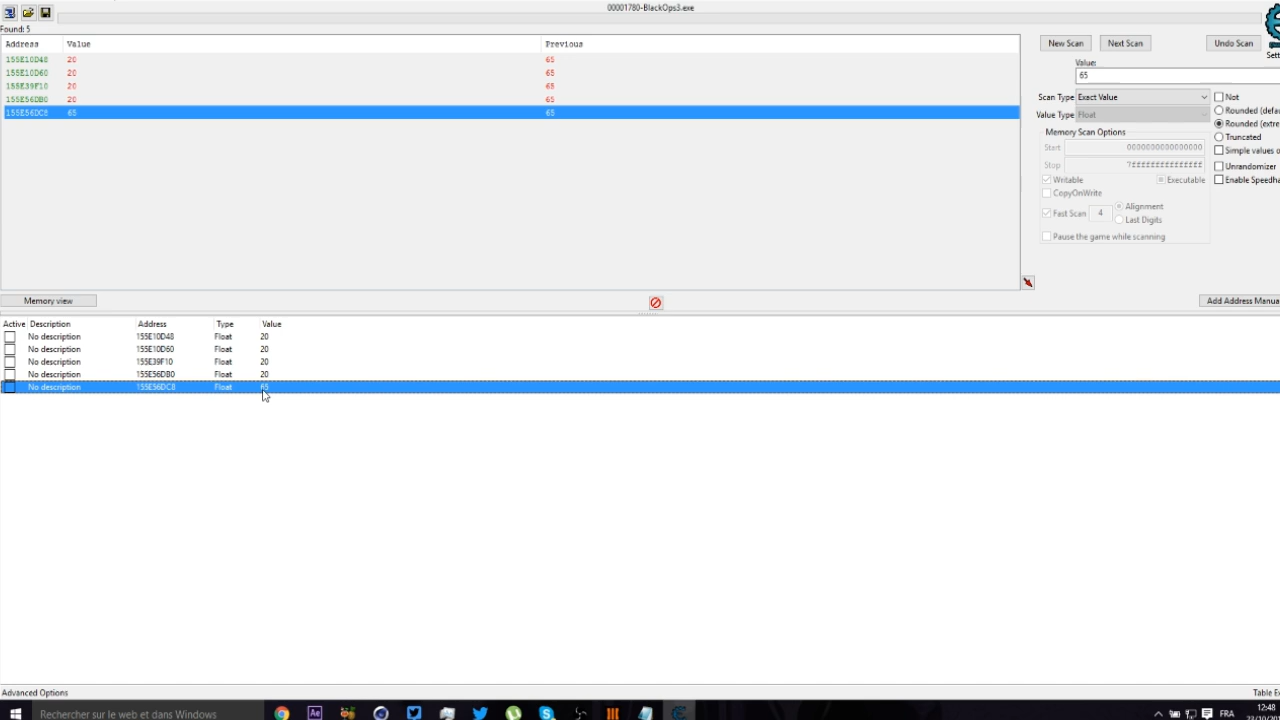 00001780-BlackOps3.exe
Found: 5
Address Value Previous
155E10D48 20 65
155E10D60 20 65
155E39F10 20 65
155E56DB0 20 65
155E56DC8 65 65
New Scan Next Scan Undo Scan
Sett
Value:
65
Scan Type Exact Value Not
Value Type Float Rounded (defau
Rounded (extre
Memory Scan Options Truncated
Start 0000000000000000 Simple values o
Stop 7fffffffffffffff Unrandomizer
Writable Executable Enable Speedha
CopyOnWrite
Fast Scan 4 Alignment
Last Digits
Pause the game while scanning
Memory view Add Address Manua
Active Description Address Type Value
No description 155E10D48 Float 20
No description 155E10D60 Float 20
No description 155E39F10 Float 20
No description 155E56DB0 Float 20
No description 155E56DC8 Float 65
Advanced Options Table Ex
Rechercher sur le web et dans Windows Ae FRA 12:48